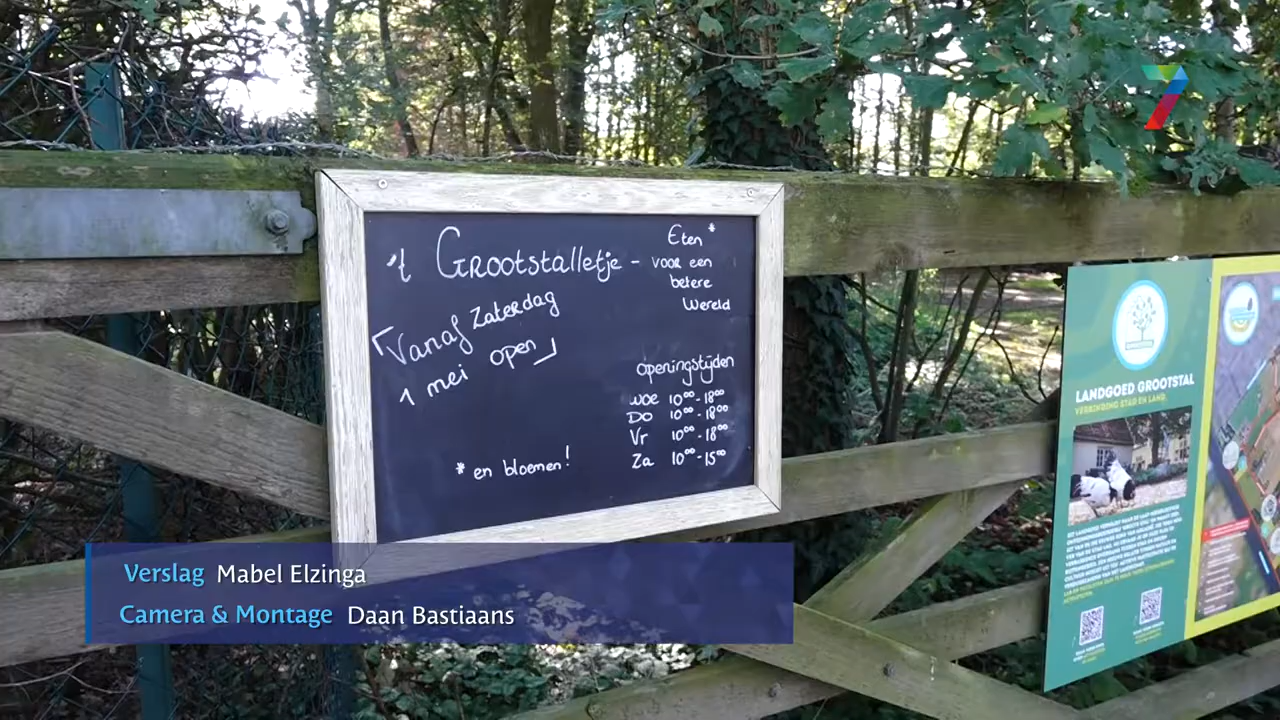 't Grootstalletje -
Eten*
voor een
betere
Wereld
Vanaf zaterdag
1 mei open
Openingstijden
woe 10⁰⁰-18⁰⁰
Do 10⁰⁰-18⁰⁰
Vr 10⁰⁰-18⁰⁰
Za 10⁰⁰-15⁰⁰
* en bloemen!
LANDGOED GROOTSTAL
VERBINDING STAD EN LAND
Verslag Mabel Elzinga
Camera & Montage Daan Bastiaans
7